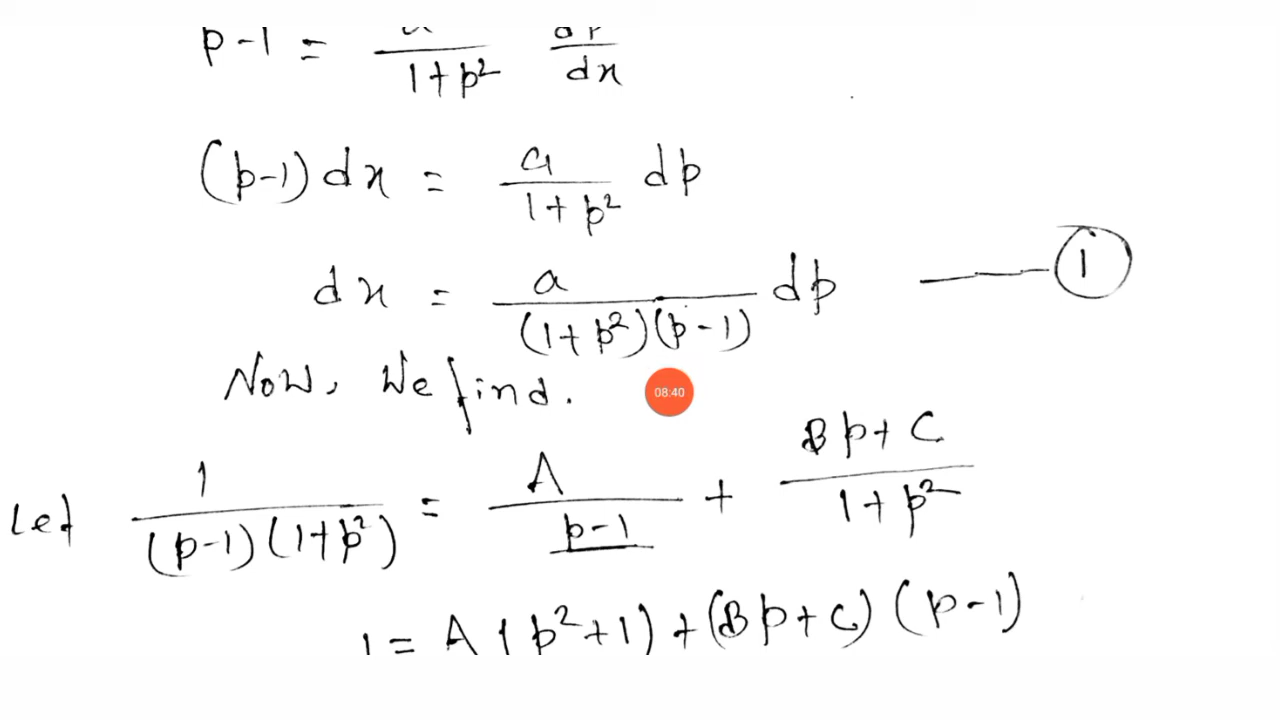 p-1 = a/(1+p²) dp/dx
(p-1) dx = a/(1+p²) dp
dx = a/((1+p²)(p-1)) dp —— 1
Now, We find.
08:40
Let 1/((p-1)(1+p²)) = A/(p-1) + (Bp+C)/(1+p²)
1 = A(p²+1) + (Bp+C)(p-1)